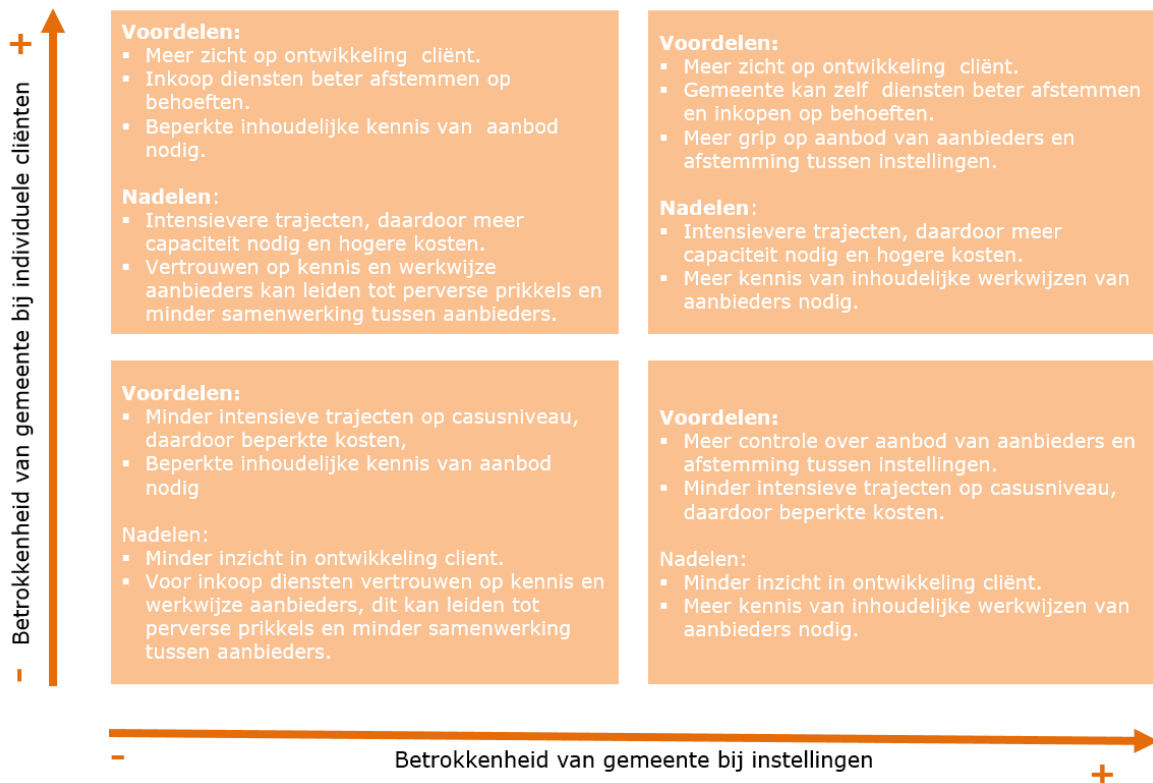 +
Betrokkenheid van gemeente bij individuele cliënten
-
Voordelen:
▪ Meer zicht op ontwikkeling  cliënt.
▪ Inkoop diensten beter afstemmen op
behoeften.
▪ Beperkte inhoudelijke kennis van  aanbod
nodig.
Nadelen:
▪ Intensievere trajecten, daardoor meer
capaciteit nodig en hogere kosten.
▪ Vertrouwen op kennis en werkwijze
aanbieders kan leiden tot perverse prikkels en
minder samenwerking tussen aanbieders.
Voordelen:
▪ Meer zicht op ontwikkeling  cliënt.
▪ Gemeente kan zelf  diensten beter afstemmen
en inkopen op behoeften.
▪ Meer grip op aanbod van aanbieders en
afstemming tussen instellingen.
Nadelen:
▪ Intensievere trajecten, daardoor meer
capaciteit nodig en hogere kosten.
▪ Meer kennis van inhoudelijke werkwijzen van
aanbieders nodig.
Voordelen:
▪ Minder intensieve trajecten op casusniveau,
daardoor beperkte kosten,
▪ Beperkte inhoudelijke kennis van aanbod
nodig
Nadelen:
▪ Minder inzicht in ontwikkeling client.
▪ Voor inkoop diensten vertrouwen op kennis en
werkwijze aanbieders, dit kan leiden tot
perverse prikkels en minder samenwerking
tussen aanbieders.
Voordelen:
▪ Meer controle over aanbod van aanbieders en
afstemming tussen instellingen.
▪ Minder intensieve trajecten op casusniveau,
daardoor beperkte kosten.
Nadelen:
▪ Minder inzicht in ontwikkeling cliënt.
▪ Meer kennis van inhoudelijke werkwijzen van
aanbieders nodig.
-
Betrokkenheid van gemeente bij instellingen
+